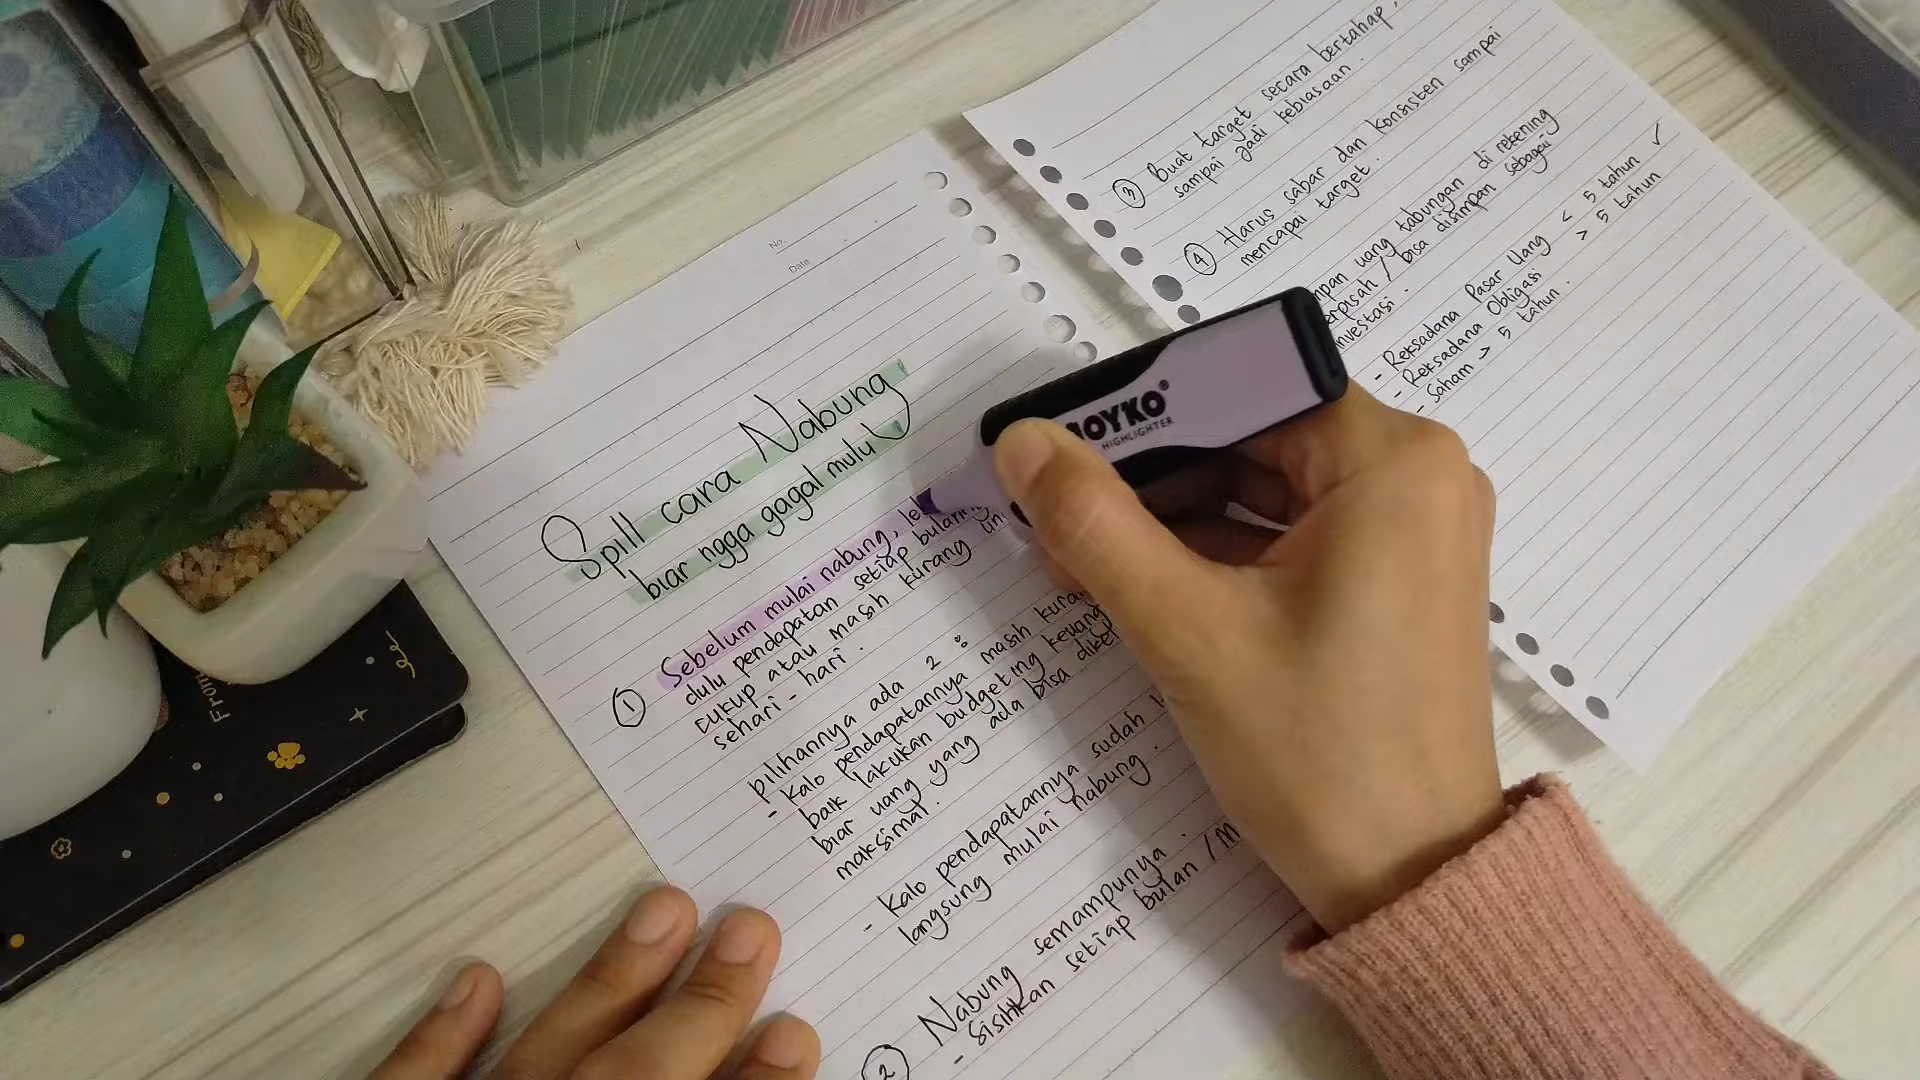 No.
Date
Spill cara Nabung
biar ngga gagal mulu
① Sebelum mulai nabung,
dulu pendapatan setiap
cukup atau masih kurang
sehari - hari.
pilihannya ada 2 :
- Kalo pendapatannya masih
baik lakukan budgeting
biar uang yang ada bisa
maksimal.
- Kalo pendapatannya sudah
langsung mulai nabung.
② Nabung semampunya.
- Sisihkan setiap bulan /
③ Buat target secara bertahap,
sampai jadi kebiasaan.
④ Harus sabar dan konsisten sampai
mencapai target.
uang tabungan di rekening
/ bisa disimpan sebagai
investasi.
- Reksadana Pasar Uang < 5 tahun ✓
- Reksadana Obligasi > 5 tahun
- Saham > 5 tahun.
JOYKO
HIGHLIGHTER